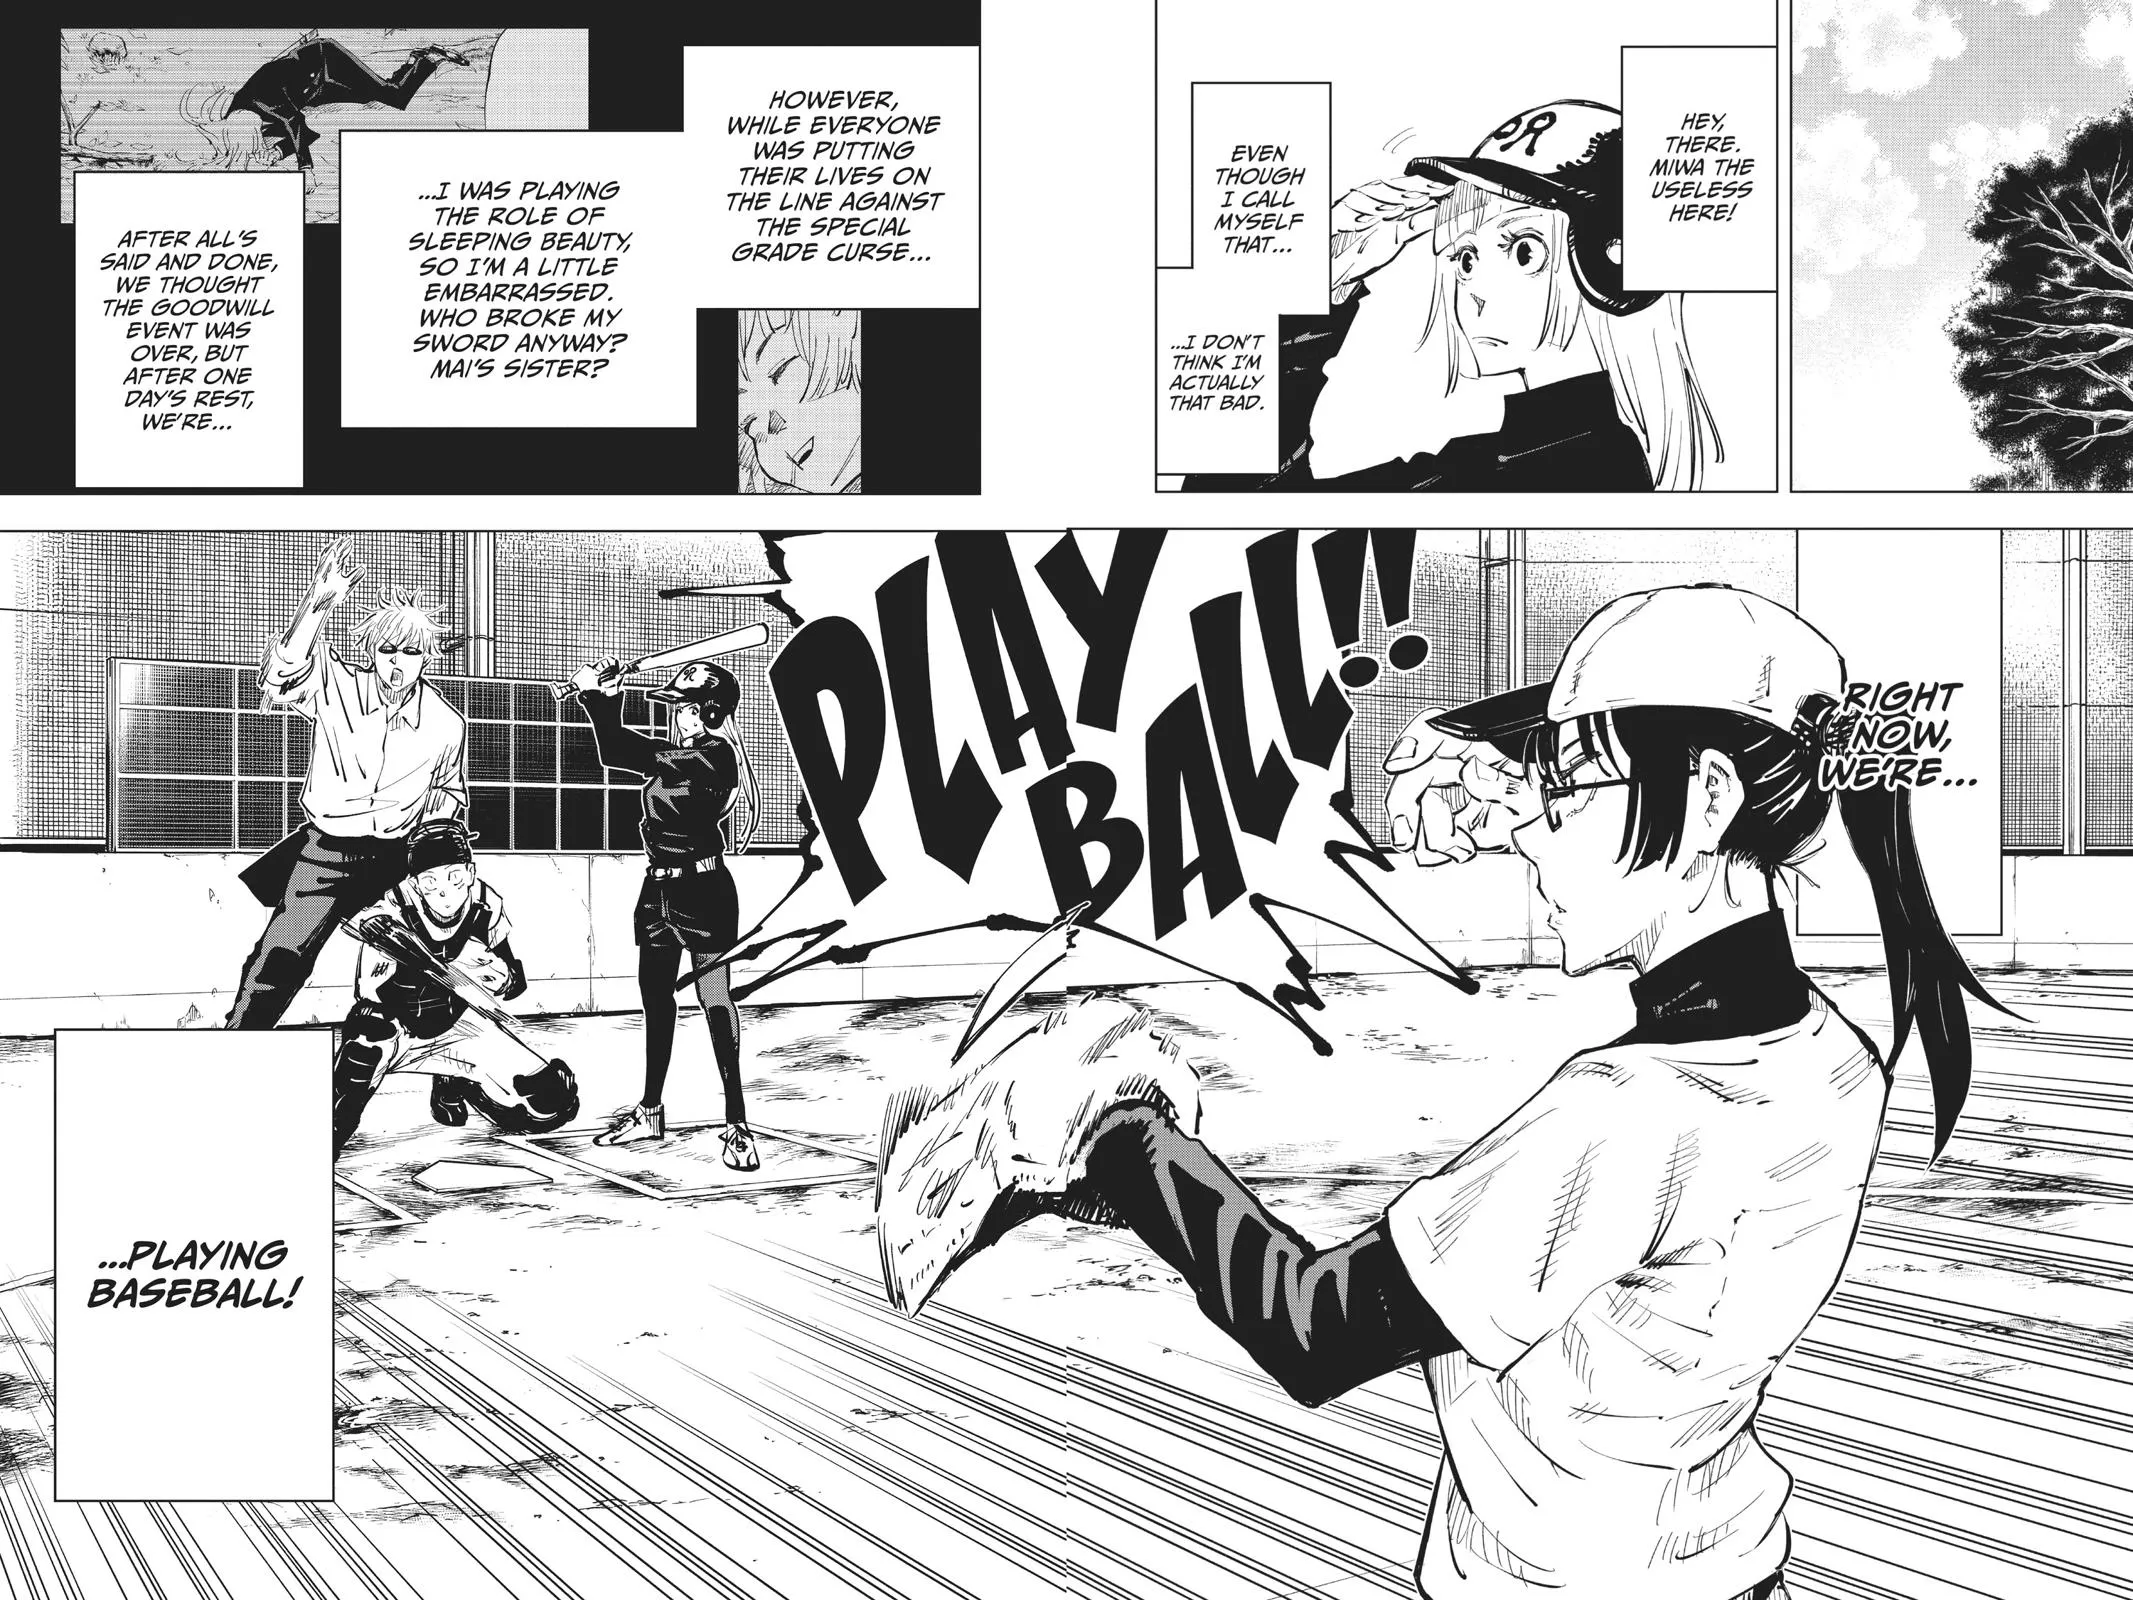 HEY,
THERE.
MIWA THE
USELESS
HERE!
EVEN
THOUGH
I CALL
MYSELF
THAT...
...I DON'T
THINK I'M
ACTUALLY
THAT BAD.
HOWEVER,
WHILE EVERYONE
WAS PUTTING
THEIR LIVES ON
THE LINE AGAINST
THE SPECIAL
GRADE CURSE...
...I WAS PLAYING
THE ROLE OF
SLEEPING BEAUTY,
SO I'M A LITTLE
EMBARRASSED.
WHO BROKE MY
SWORD ANYWAY?
MAI'S SISTER?
AFTER ALL'S
SAID AND DONE,
WE THOUGHT
THE GOODWILL
EVENT WAS
OVER, BUT
AFTER ONE
DAY'S REST,
WE'RE...
RIGHT
NOW,
WE'RE...
PLAY
BALL!!
...PLAYING
BASEBALL!